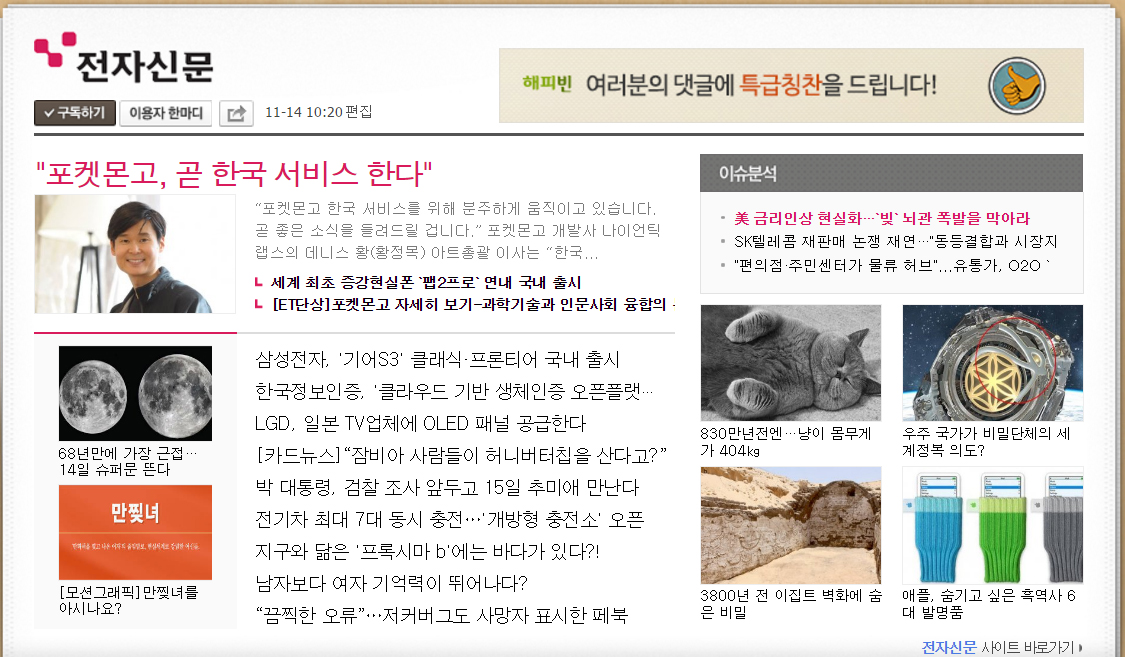 전자신문
구독하기 이용자 한마디 11-14 10:20 편집
해피빈 여러분의 댓글에 특급칭찬을 드립니다!
"포켓몬고, 곧 한국 서비스 한다"
“포켓몬고 한국 서비스를 위해 분주하게 움직이고 있습니다.
곧 좋은 소식을 들려드릴 겁니다.” 포켓몬고 개발사 나이언틱
랩스의 데니스 황(황정목) 아트총괄 이사는 “한국...
세계 최초 증강현실폰 `팹2프로` 연내 국내 출시
[ET단상]포켓몬고 자세히 보기-과학기술과 인문사회 융합의
68년만에 가장 근접…
14일 슈퍼문 뜬다
만찢녀
[모션그래픽]만찢녀를
아시나요?
삼성전자, '기어S3' 클래식·프론티어 국내 출시
한국정보인증, '클라우드 기반 생체인증 오픈플랫…
LGD, 일본 TV업체에 OLED 패널 공급한다
[카드뉴스]“잠비아 사람들이 허니버터칩을 산다고?”
박 대통령, 검찰 조사 앞두고 15일 추미애 만난다
전기차 최대 7대 동시 충전…'개방형 충전소' 오픈
지구와 닮은 '프록시마 b'에는 바다가 있다?!
남자보다 여자 기억력이 뛰어나다?
“끔찍한 오류”…저커버그도 사망자 표시한 페북
이슈분석
美 금리인상 현실화…`빚` 뇌관 폭발을 막아라
SK텔레콤 재판매 논쟁 재연…"동등결합과 시장지
"편의점·주민센터가 물류 허브"...유통가, O2O `
830만년전엔…냥이 몸무게
가 404kg
우주 국가가 비밀단체의 세
계정복 의도?
3800년 전 이집트 벽화에 숨
은 비밀
애플, 숨기고 싶은 흑역사 6
대 발명품
전자신문 사이트 바로가기